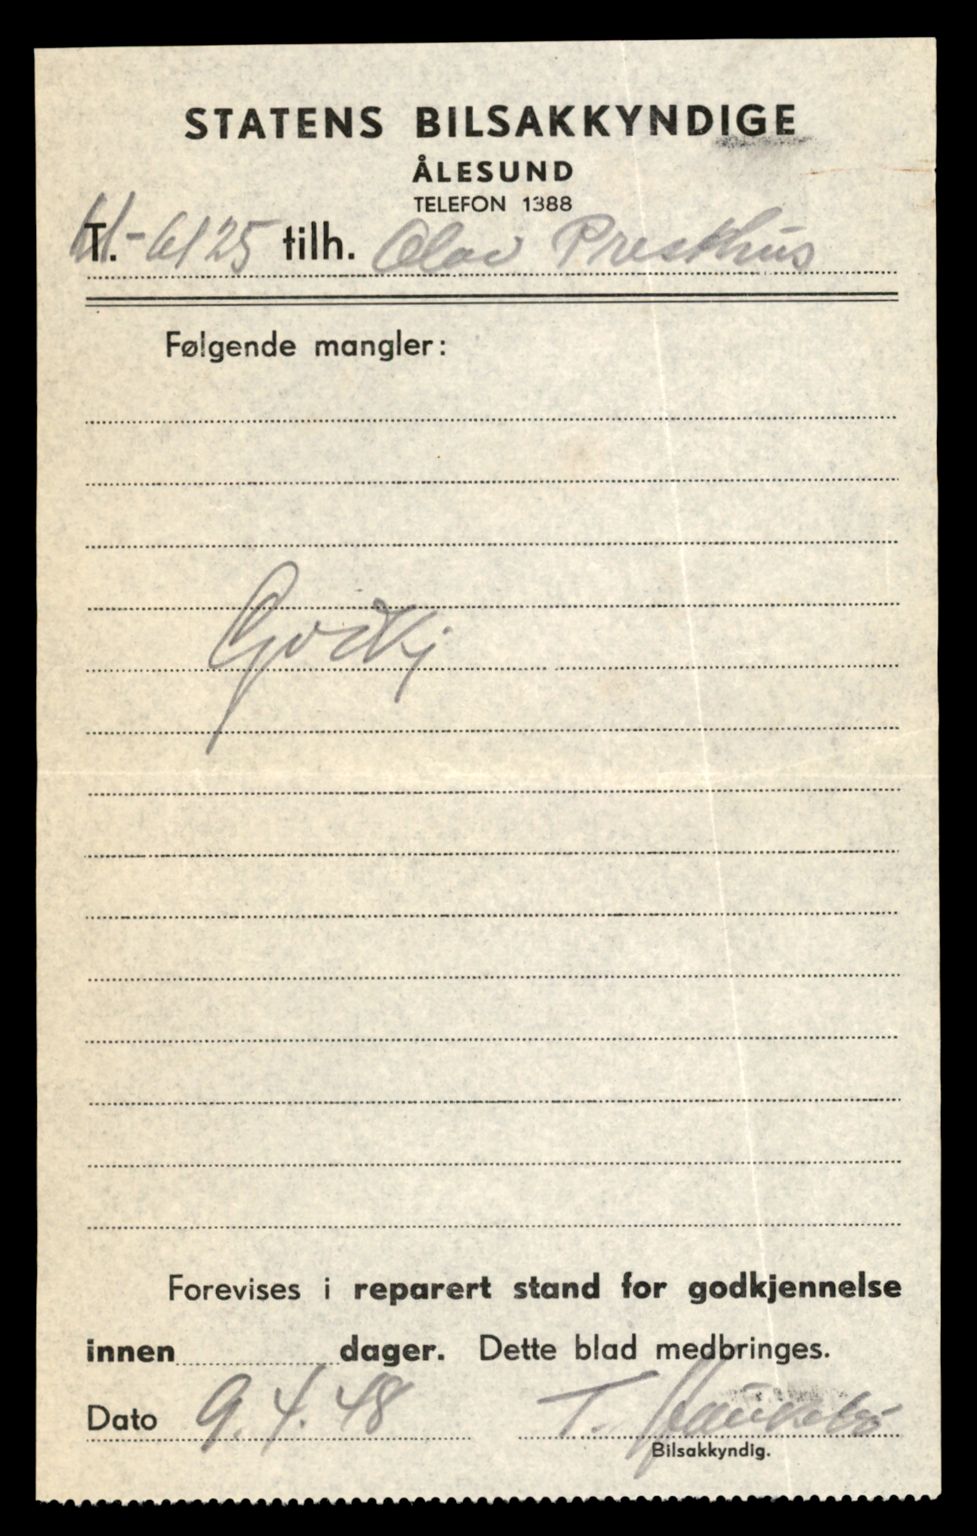 STATENS BILSAKKYNDIGE
ÅLESUND
TELEFON 1388
T. - 6125 tilh. Olav Presthus
Følgende mangler:
Godkj
Forevises i reparert stand for godkjennelse
innen dager. Dette blad medbringes.
Dato 9.4.48 T.
Bilsakkyndig.